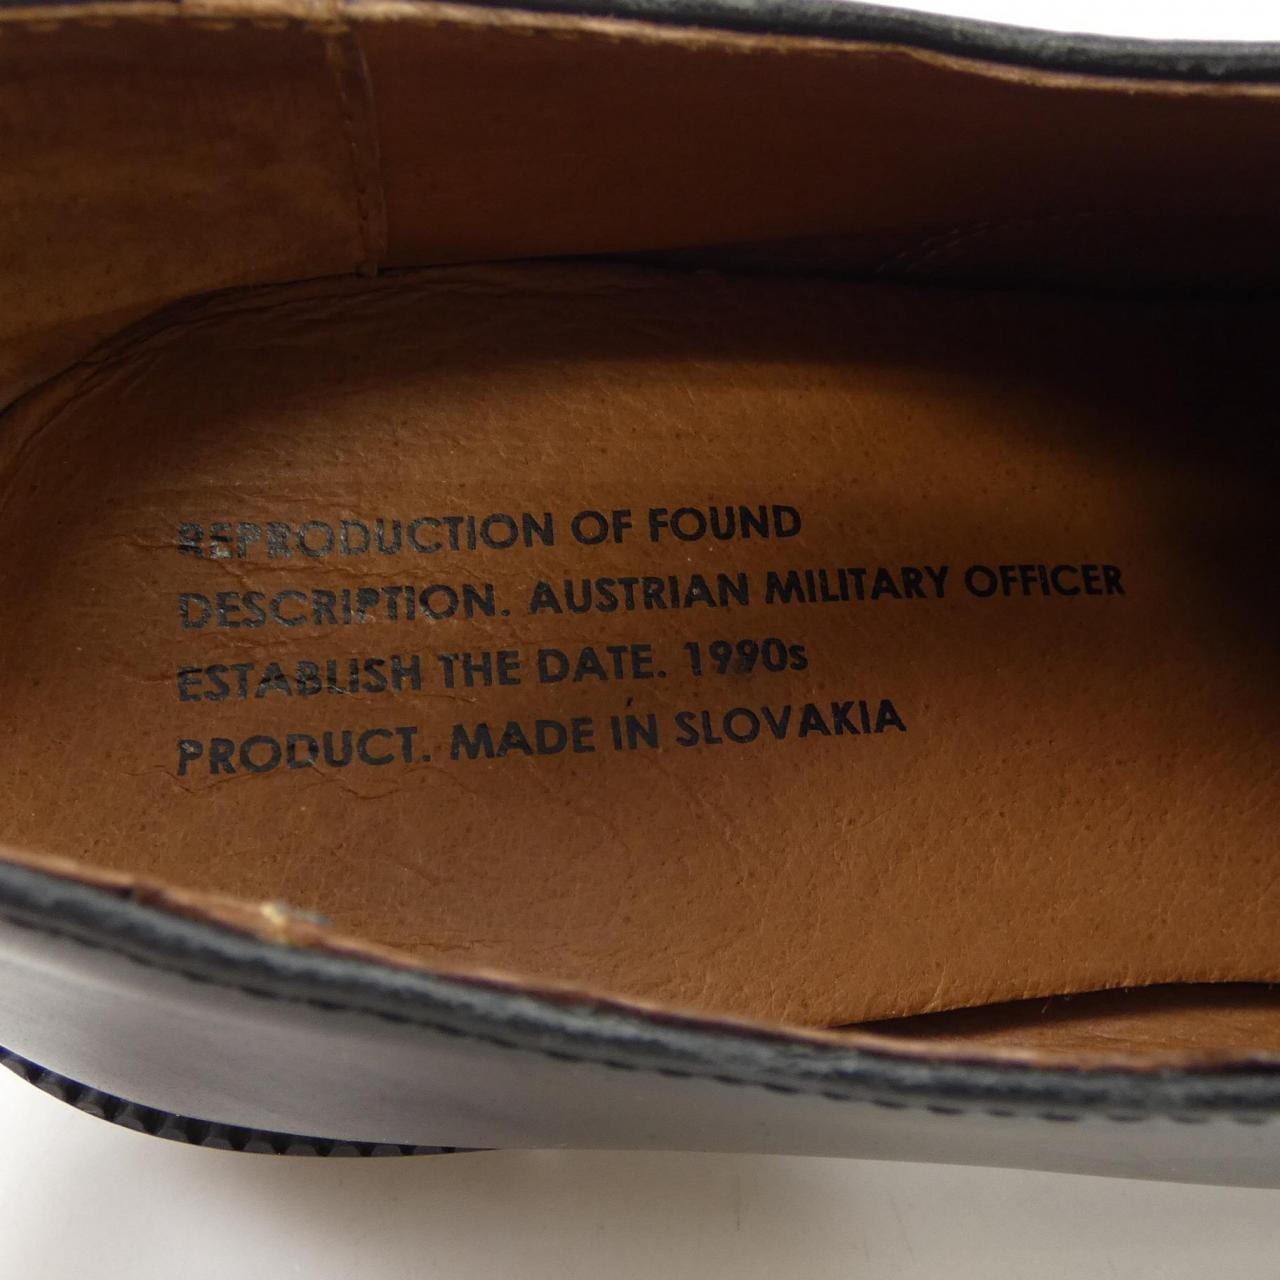 REPRODUCTION OF FOUND
DESCRIPTION. AUSTRIAN MILITARY OFFICER
ESTABLISH THE DATE. 1990s
PRODUCT. MADE IN SLOVAKIA